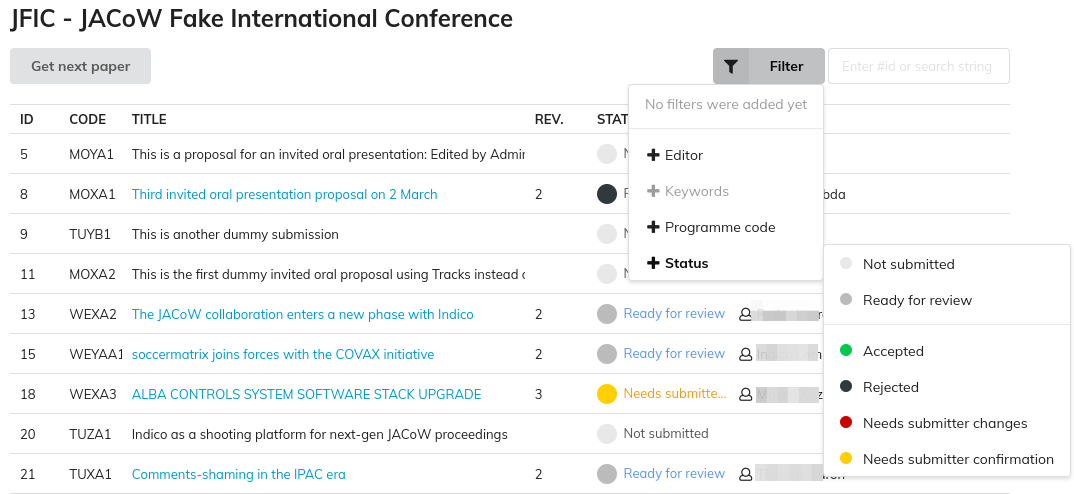 JFIC - JACoW Fake International Conference
Get next paper
Filter
Enter #id or search string
No filters were added yet
ID CODE TITLE REV. STAT
5 MOYA1 This is a proposal for an invited oral presentation: Edited by Admin N
Editor
8 MOXA1 Third invited oral presentation proposal on 2 March 2 bda
Keywords
9 TUYB1 This is another dummy submission N
Programme code
11 MOXA2 This is the first dummy invited oral proposal using Tracks instead N
Status
Not submitted
Ready for review
Accepted
Rejected
Needs submitter changes
Needs submitter confirmation
13 WEXA2 The JACoW collaboration enters a new phase with Indico 2 Ready for review
15 WEYAA1 soccermatrix joins forces with the COVAX initiative 2 Ready for review
18 WEXA3 ALBA CONTROLS SYSTEM SOFTWARE STACK UPGRADE 3 Needs submitte...
20 TUZA1 Indico as a shooting platform for next-gen JACoW proceedings Not submitted
21 TUXA1 Comments-shaming in the IPAC era 2 Ready for review